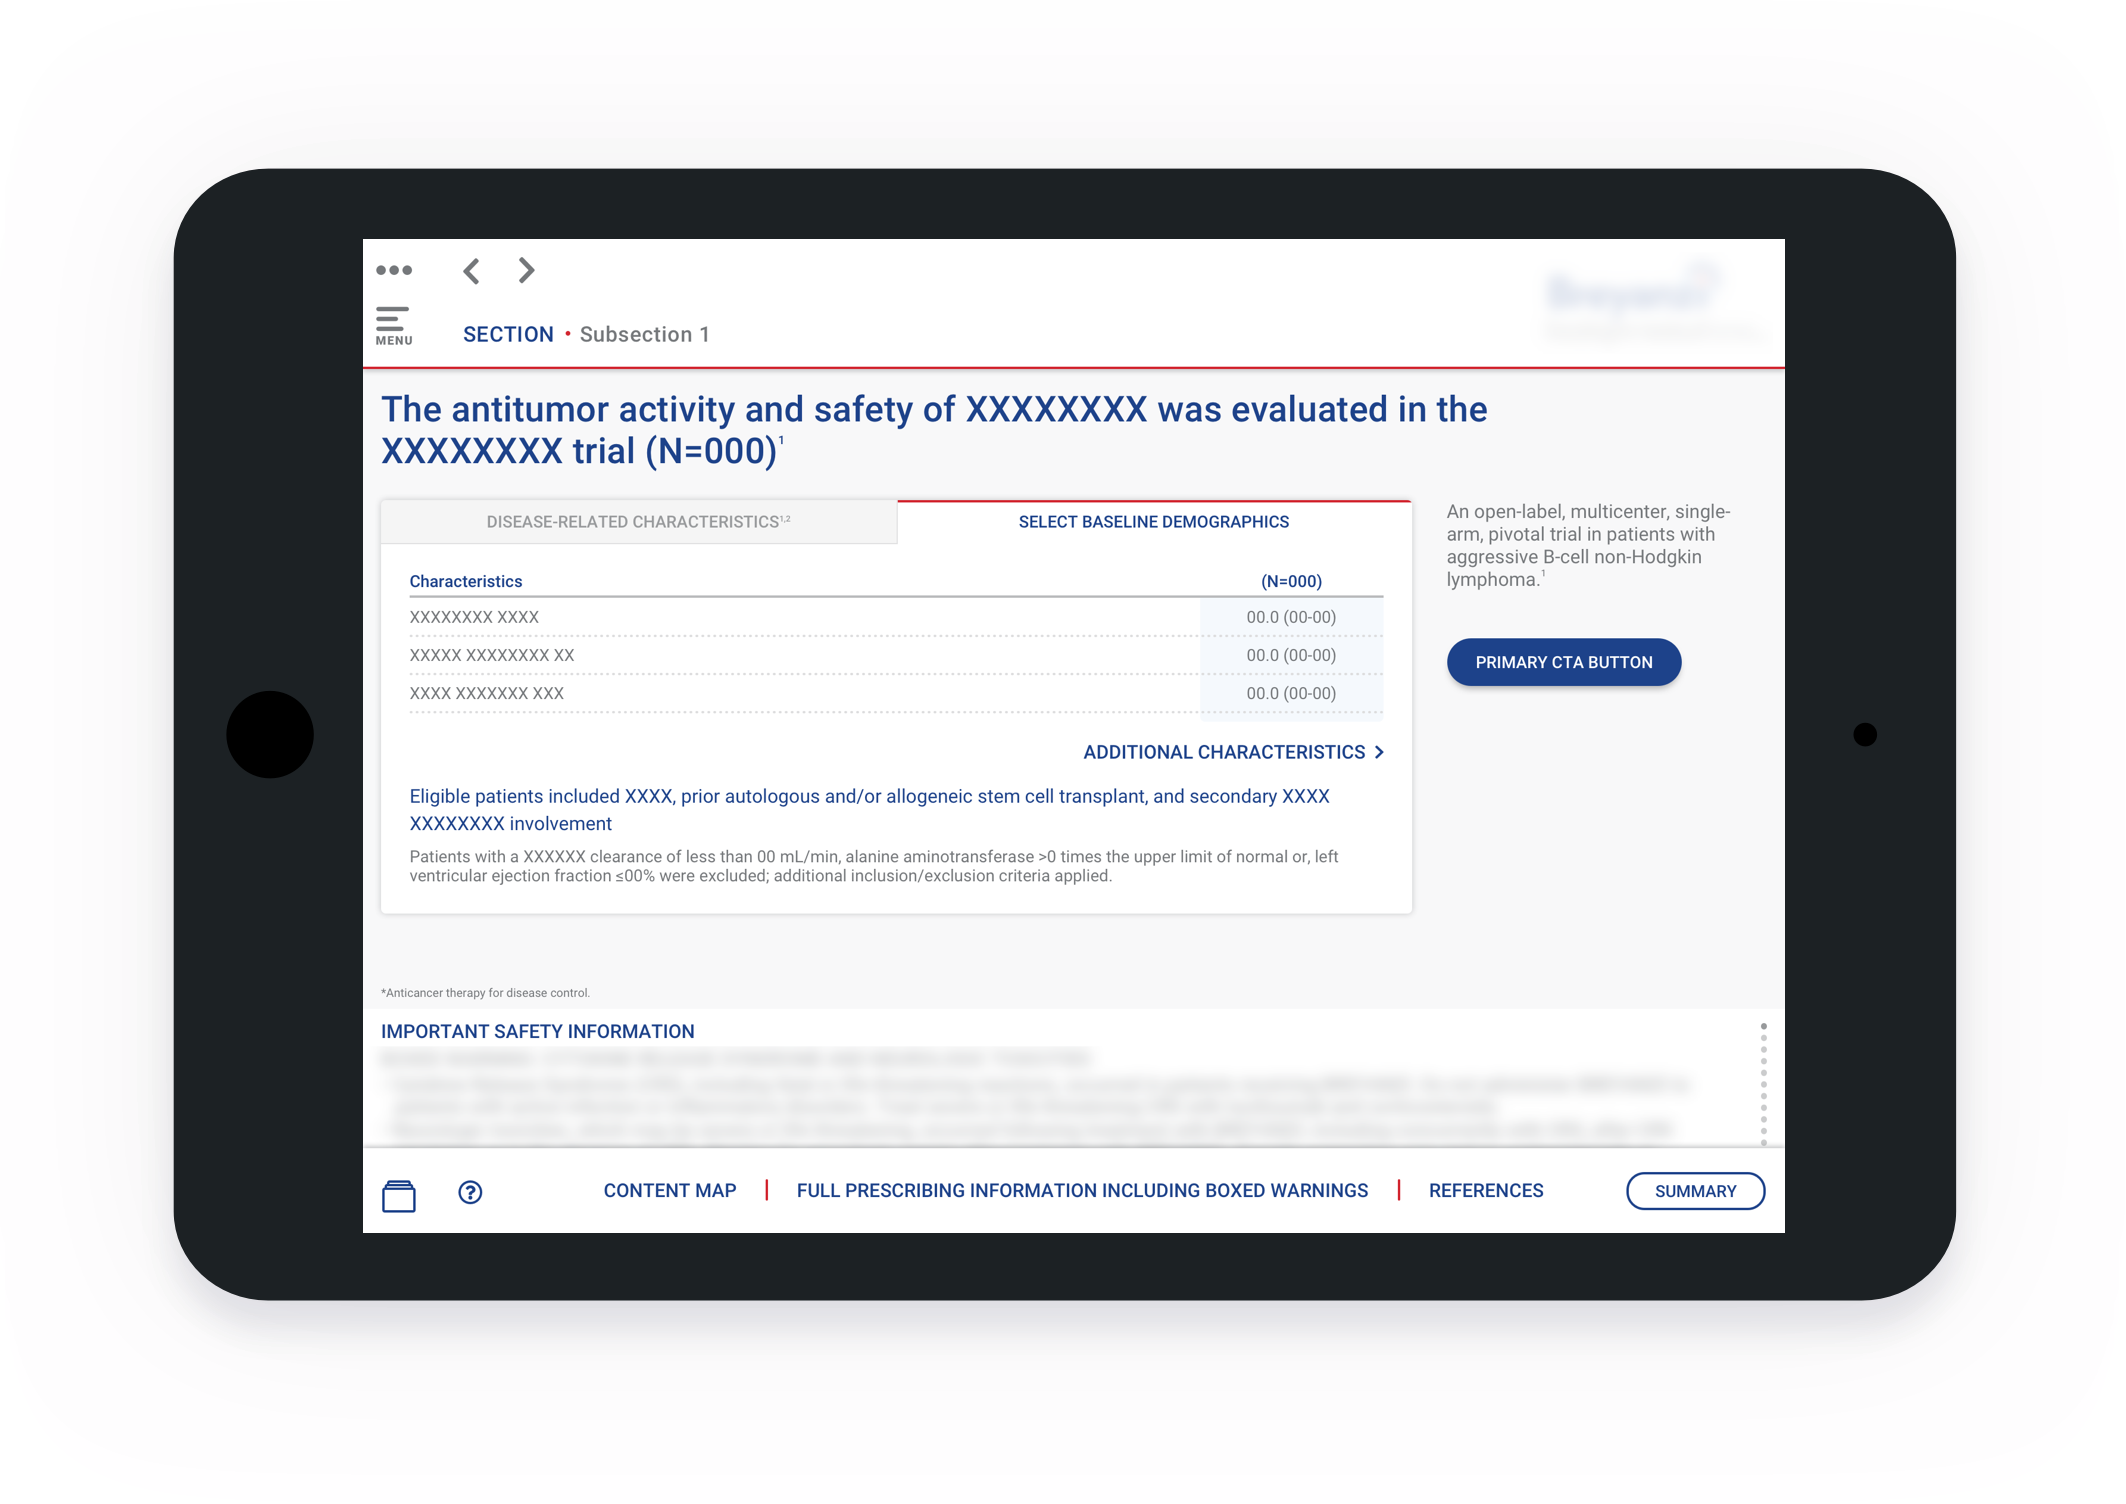 MENU
SECTION • Subsection 1
The antitumor activity and safety of XXXXXXXX was evaluated in the
XXXXXXXX trial (N=000)¹
DISEASE-RELATED CHARACTERISTICS¹,²
SELECT BASELINE DEMOGRAPHICS
Characteristics (N=000)
XXXXXXXX XXXX 00.0 (00-00)
XXXXX XXXXXXXX XX 00.0 (00-00)
XXXX XXXXXXX XXX 00.0 (00-00)
ADDITIONAL CHARACTERISTICS
Eligible patients included XXXX, prior autologous and/or allogeneic stem cell transplant, and secondary XXXX
XXXXXXXX involvement
Patients with a XXXXXX clearance of less than 00 mL/min, alanine aminotransferase >0 times the upper limit of normal or, left
ventricular ejection fraction ≤00% were excluded; additional inclusion/exclusion criteria applied.
An open-label, multicenter, single-
arm, pivotal trial in patients with
aggressive B-cell non-Hodgkin
lymphoma.¹
PRIMARY CTA BUTTON
*Anticancer therapy for disease control.
IMPORTANT SAFETY INFORMATION
CONTENT MAP | FULL PRESCRIBING INFORMATION INCLUDING BOXED WARNINGS | REFERENCES
SUMMARY